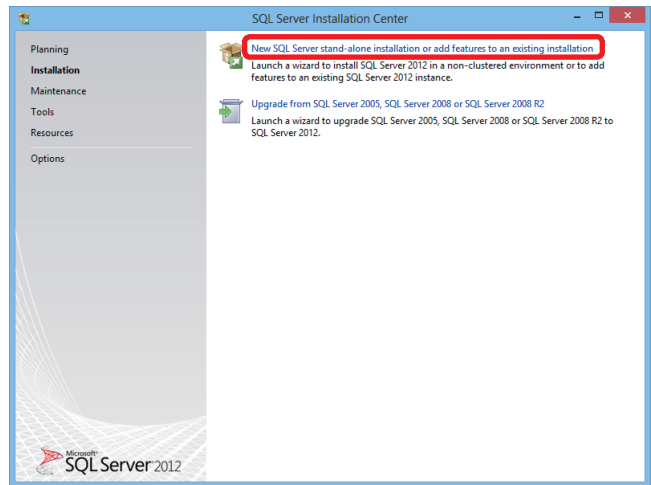 SQL Server Installation Center
Planning
Installation
Maintenance
Tools
Resources
Options
New SQL Server stand-alone installation or add features to an existing installation
Launch a wizard to install SQL Server 2012 in a non-clustered environment or to add
features to an existing SQL Server 2012 instance.
Upgrade from SQL Server 2005, SQL Server 2008 or SQL Server 2008 R2
Launch a wizard to upgrade SQL Server 2005, SQL Server 2008 or SQL Server 2008 R2 to
SQL Server 2012.
Microsoft
SQL Server 2012